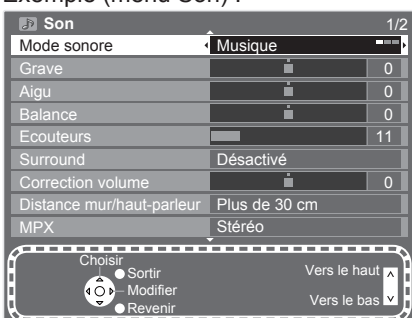 Exemple (menu Son) :
Son 1/2
Mode sonore Musique
Grave 0
Aigu 0
Balance 0
Ecouteurs 11
Surround Désactivé
Correction volume 0
Distance mur/haut-parleur Plus de 30 cm
MPX Stéréo
Choisir
Sortir
Modifier
Revenir
Vers le haut
Vers le bas